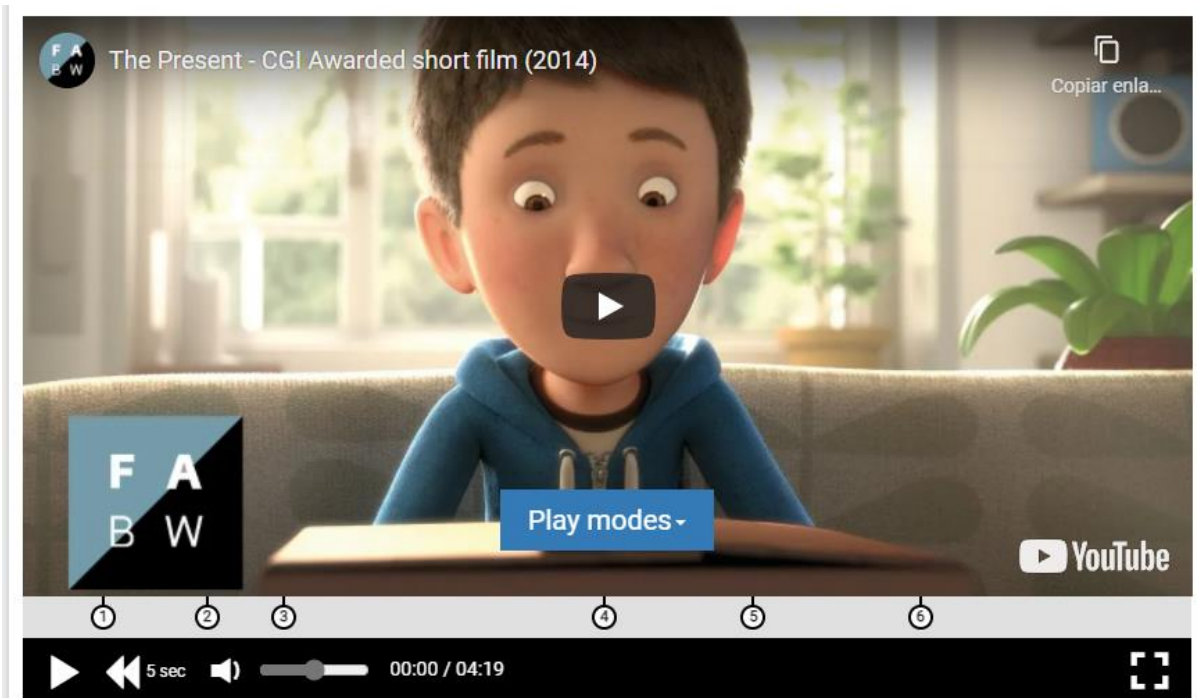 F A
B W
The Present - CGI Awarded short film (2014)
Copiar enla...
F A
B W
Play modes
YouTube
1 2 3 4 5 6
5 sec 00:00 / 04:19